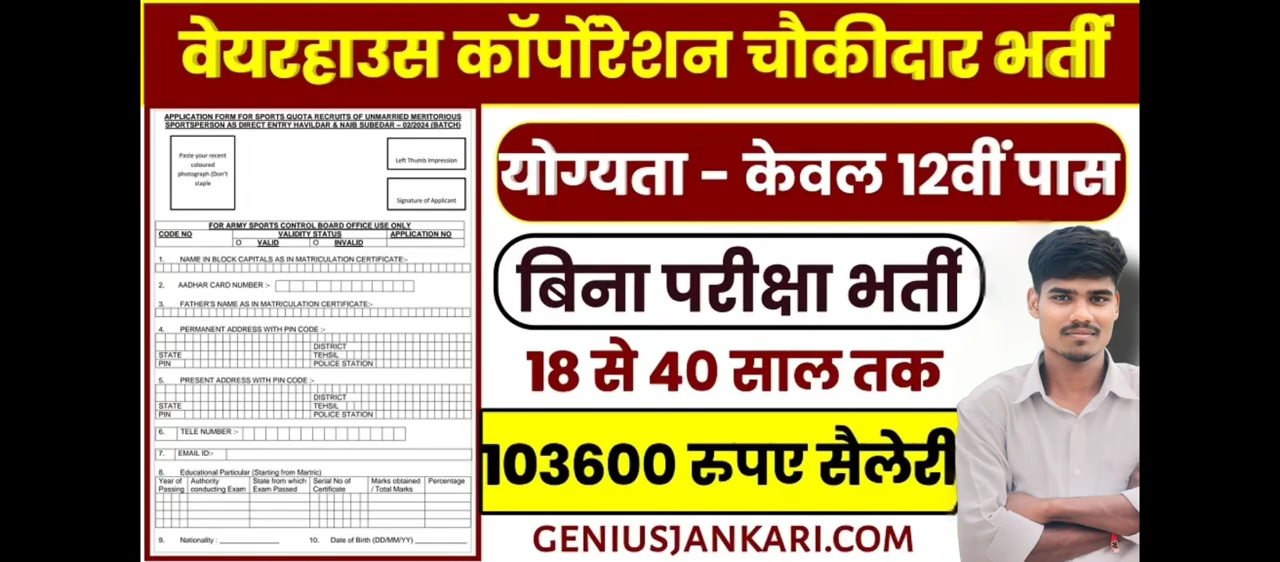 वेयरहाउस कॉर्पोरेशन चौकीदार भर्ती
APPLICATION FORM FOR SPORTS QUOTA RECRUITS OF UNMARRIED MERITORIOUS
SPORTSPERSON AS DIRECT ENTRY HAVILDAR & NAIB SUBEDAR – 02/2024 (BATCH)
Paste your recent
coloured
photograph (Don't
staple
Left Thumb Impression
Signature of Applicant
FOR ARMY SPORTS CONTROL BOARD OFFICE USE ONLY
CODE NO VALIDITY STATUS APPLICATION NO
O VALID O INVALID
1. NAME IN BLOCK CAPITALS AS IN MATRICULATION CERTIFICATE:-
2. AADHAR CARD NUMBER :-
3. FATHER'S NAME AS IN MATRICULATION CERTIFICATE:-
4. PERMANENT ADDRESS WITH PIN CODE :-
DISTRICT
STATE TEHSIL
PIN POLICE STATION
5. PRESENT ADDRESS WITH PIN CODE :-
DISTRICT
STATE TEHSIL
PIN POLICE STATION
6. TELE NUMBER :-
7. EMAIL ID:-
8. Educational Particular (Starting from Martric)
Year of Authority State from which Serial No of Marks obtained Percentage
Passing conducting Exam Exam Passed Certificate / Total Marks
9. Nationality : ____________ 10. Date of Birth (DD/MM/YY) __________
योग्यता - केवल 12वीं पास
बिना परीक्षा भर्ती
18 से 40 साल तक
103600 रुपए सैलेरी
GENIUSJANKARI.COM